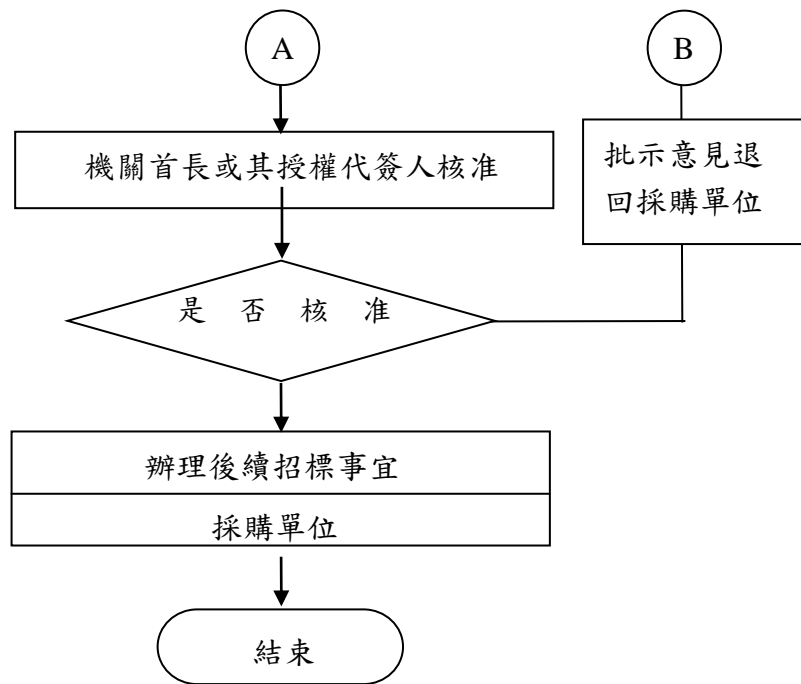 A
B
機關首長或其授權代簽人核准
批示意見退
回採購單位
是否核准
辦理後續招標事宜
採購單位
結束